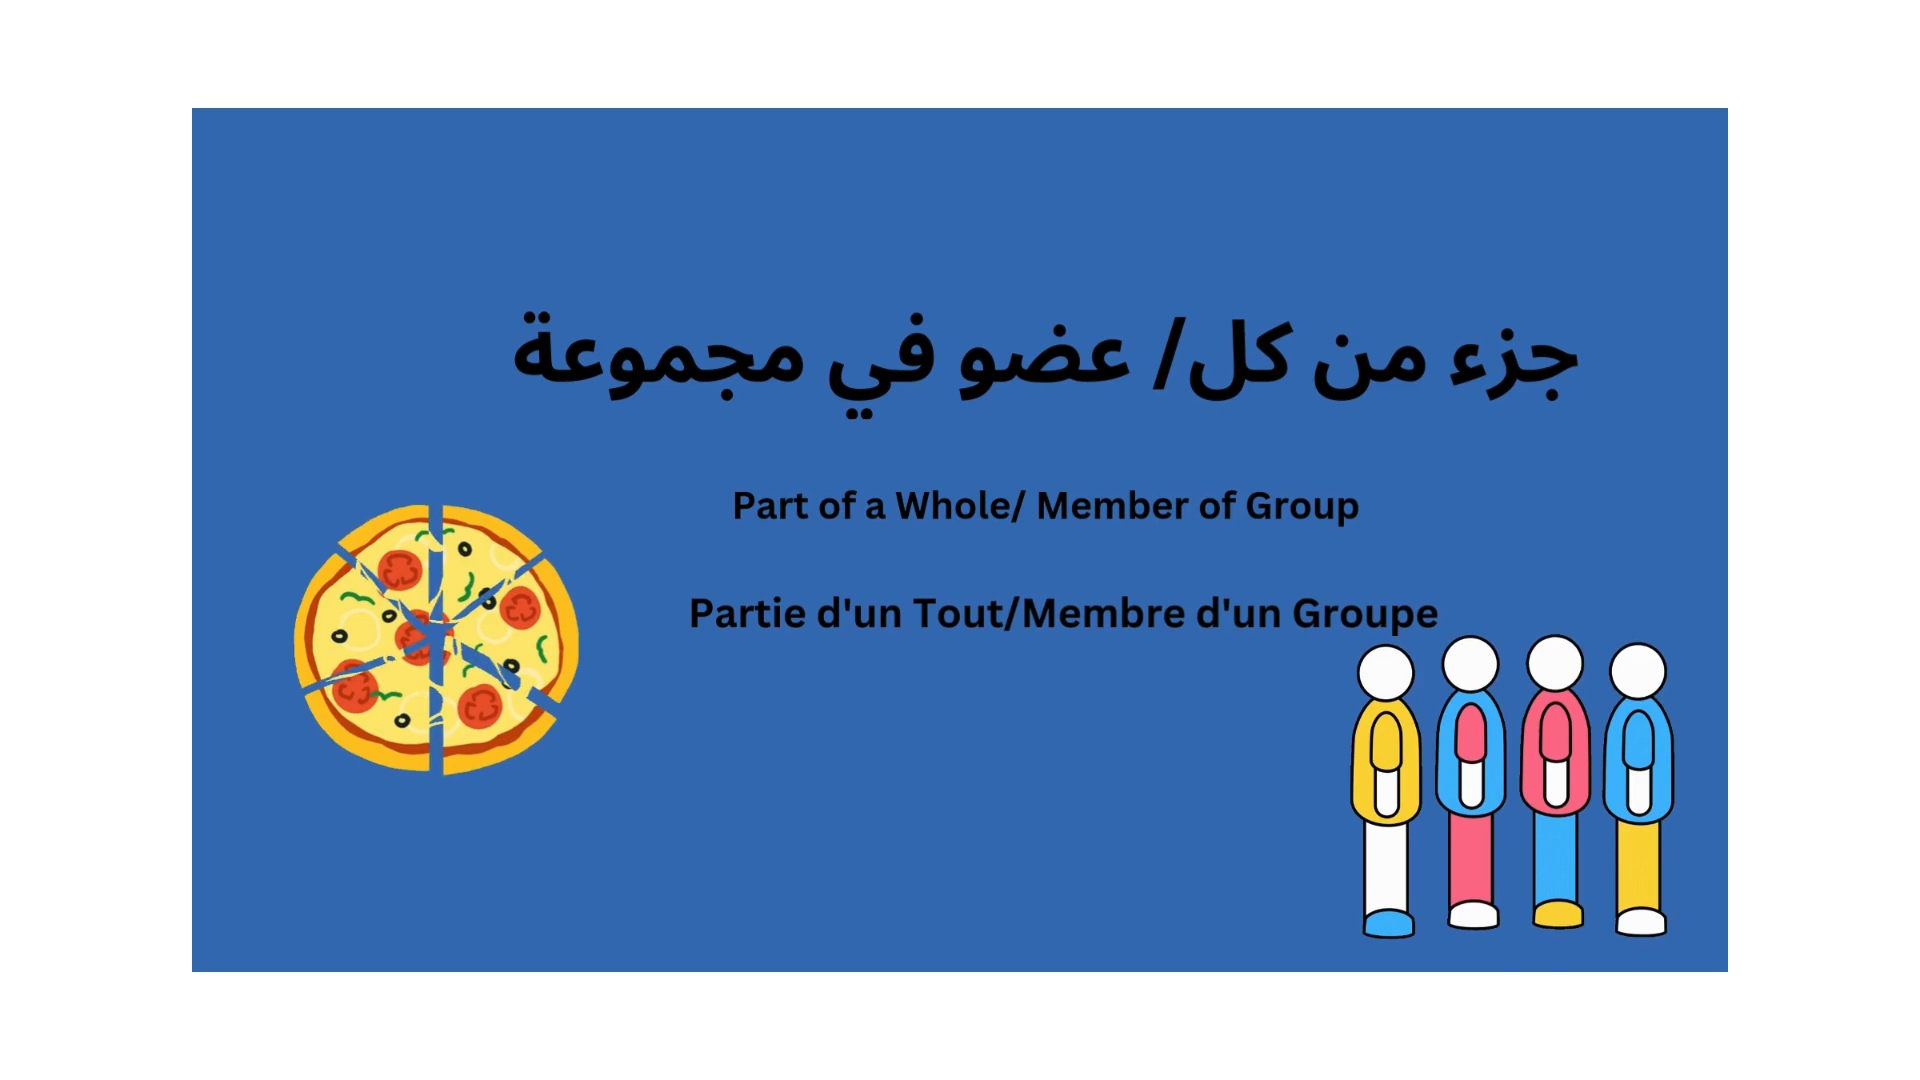 جزء من كل/ عضو في مجموعة
Part of a Whole/ Member of Group
Partie d'un Tout/Membre d'un Groupe